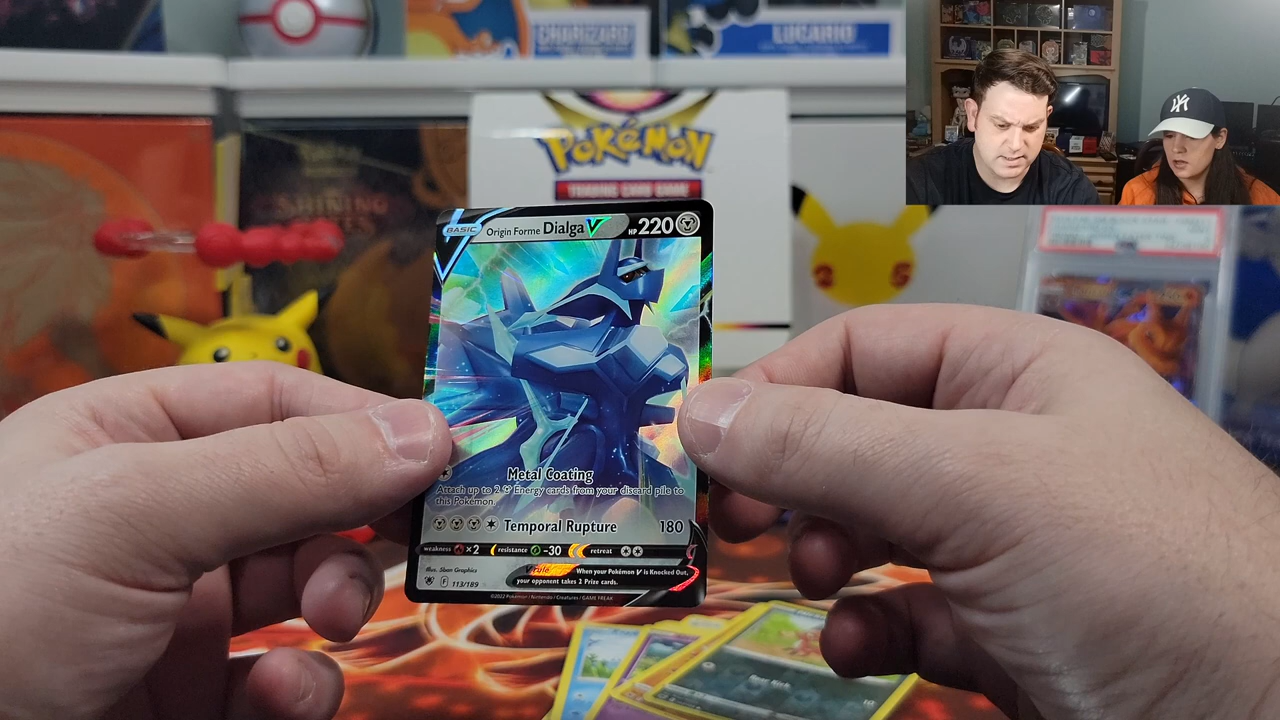 CHARIZARD
LUCARIO
POKéMON
TRADING CARD GAME
SHINING
NY
BASIC
Origin Forme Dialga V
HP 220
Metal Coating
Attach up to 2 Energy cards from your discard pile to
this Pokémon.
Temporal Rupture 180
weakness ×2 resistance -30 retreat
Illus. 5ban Graphics
V rule When your Pokémon V is Knocked Out,
your opponent takes 2 Prize cards.
F 113/189
©2022 Pokémon / Nintendo / Creatures / GAME FREAK